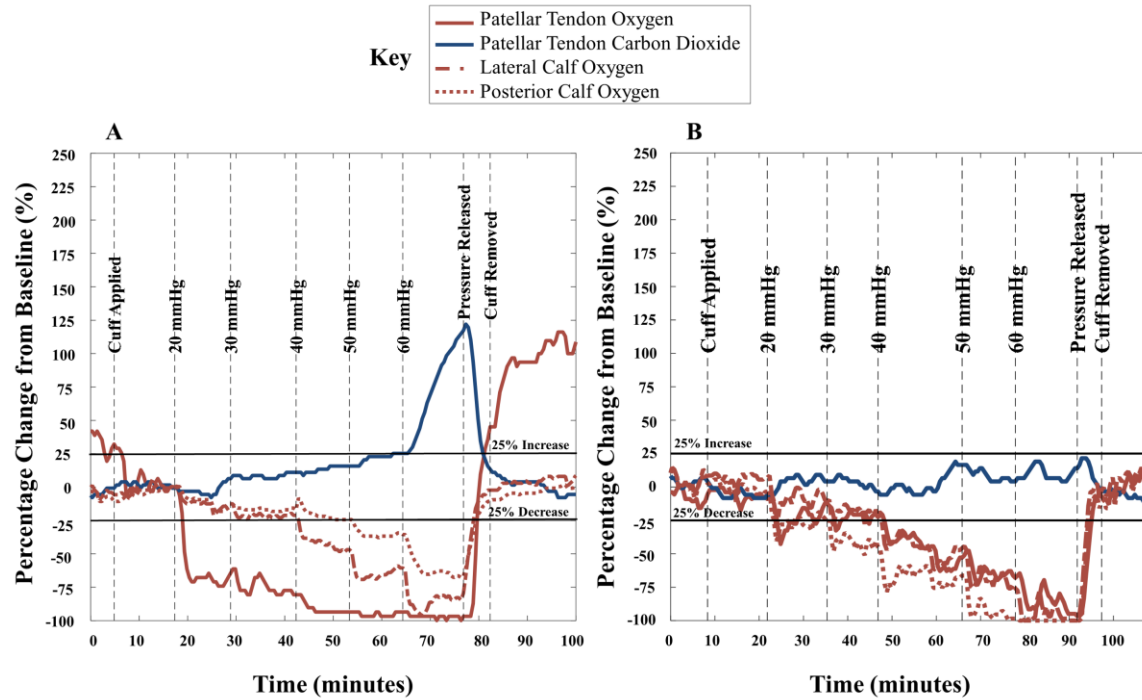 Key
Patellar Tendon Oxygen
Patellar Tendon Carbon Dioxide
Lateral Calf Oxygen
Posterior Calf Oxygen
A
Percentage Change from Baseline (%)
250
225
200
175
150
125
100
75
50
25
0
-25
-50
-75
-100
Cuff Applied
20 mmHg
30 mmHg
40 mmHg
50 mmHg
60 mmHg
Pressure Released
Cuff Removed
25% Increase
25% Decrease
0 10 20 30 40 50 60 70 80 90 100
Time (minutes)
B
Percentage Change from Baseline (%)
250
225
200
175
150
125
100
75
50
25
0
-25
-50
-75
-100
Cuff Applied
20 mmHg
30 mmHg
40 mmHg
50 mmHg
60 mmHg
Pressure Released
Cuff Removed
25% Increase
25% Decrease
0 10 20 30 40 50 60 70 80 90 100
Time (minutes)